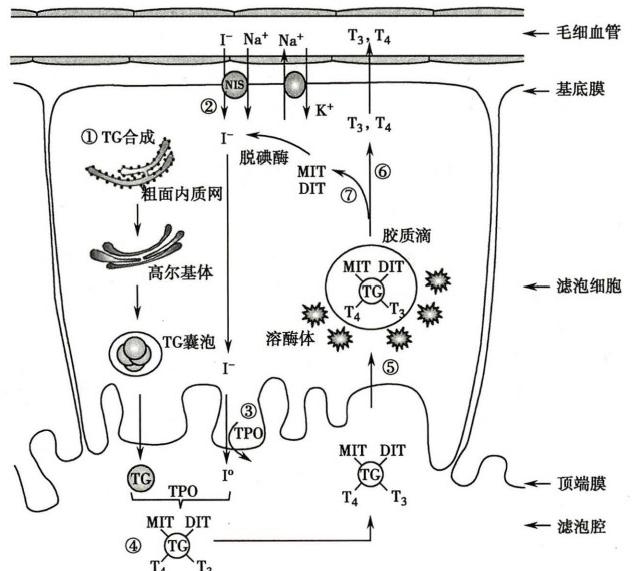 I⁻ Na⁺ Na⁺ T₃, T₄
毛细血管
NIS
基底膜
② K⁺
① TG合成
I⁻
T₃, T₄
脱碘酶
MIT
DIT
⑥
⑦
粗面内质网
高尔基体
胶质滴
MIT DIT
TG
T₄ T₃
滤泡细胞
溶酶体
TG囊泡
I⁻
⑤
③
TPO
TG
I⁰
TPO
MIT DIT
TG
T₄ T₃
顶端膜
滤泡腔
④
MIT DIT
TG
T₄ T₃